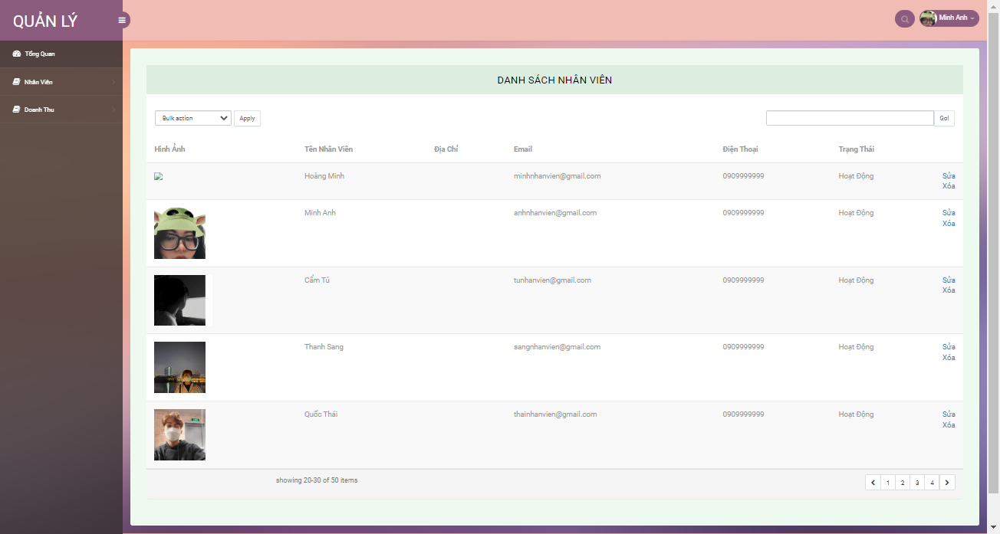 QUẢN LÝ
Minh Anh
Tổng Quan
Nhân Viên
Doanh Thu
DANH SÁCH NHÂN VIÊN
Bulk action Apply Go!
Hình Ảnh Tên Nhân Viên Địa Chỉ Email Điện Thoại Trạng Thái
Hoàng Minh minhnhanvien@gmail.com 0909999999 Hoạt Động Sửa
Xóa
Minh Anh anhnhanvien@gmail.com 0909999999 Hoạt Động Sửa
Xóa
Cẩm Tú tunhanvien@gmail.com 0909999999 Hoạt Động Sửa
Xóa
Thanh Sang sangnhanvien@gmail.com 0909999999 Hoạt Động Sửa
Xóa
Quốc Thái thainhanvien@gmail.com 0909999999 Hoạt Động Sửa
Xóa
showing 20-30 of 50 items 1 2 3 4